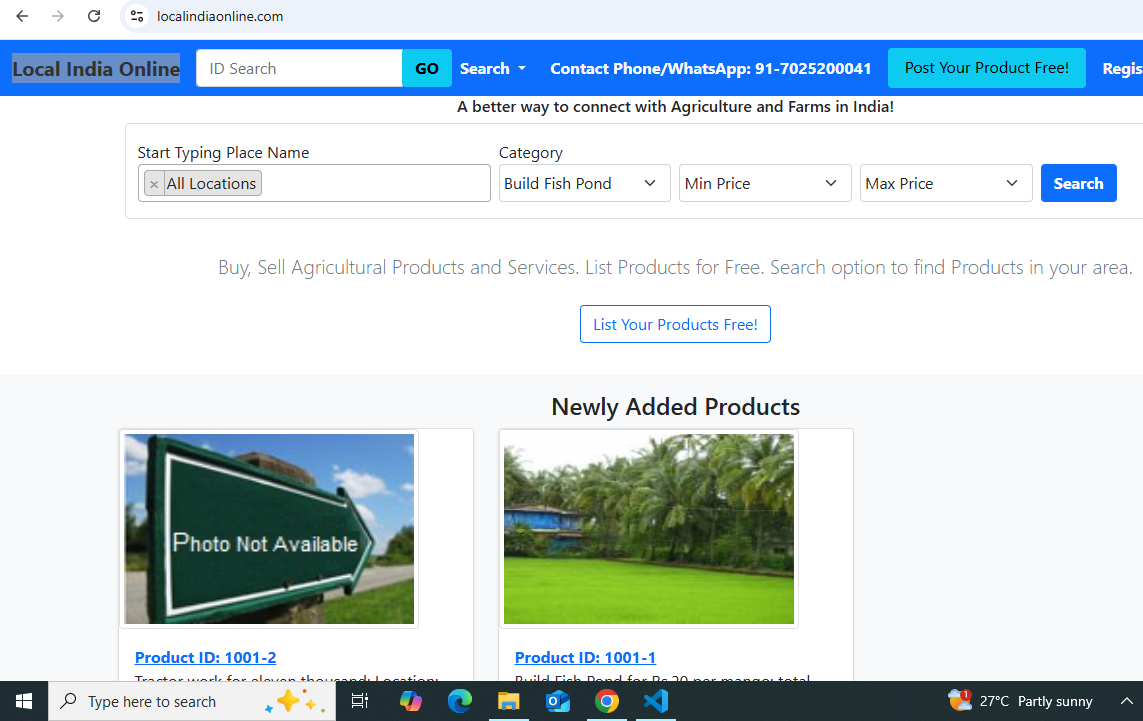 localindiaonline.com
Local India Online ID Search GO Search Contact Phone/WhatsApp: 91-7025200041 Post Your Product Free! Regis
A better way to connect with Agriculture and Farms in India!
Start Typing Place Name Category
× All Locations Build Fish Pond Min Price Max Price Search
Buy, Sell Agricultural Products and Services. List Products for Free. Search option to find Products in your area.
List Your Products Free!
Newly Added Products
Photo Not Available
Product ID: 1001-2 Product ID: 1001-1
Tractor work for eleven thousand; Location: Build Fish Pond for Rs.20 per mango; total
Type here to search 1 27°C Partly sunny